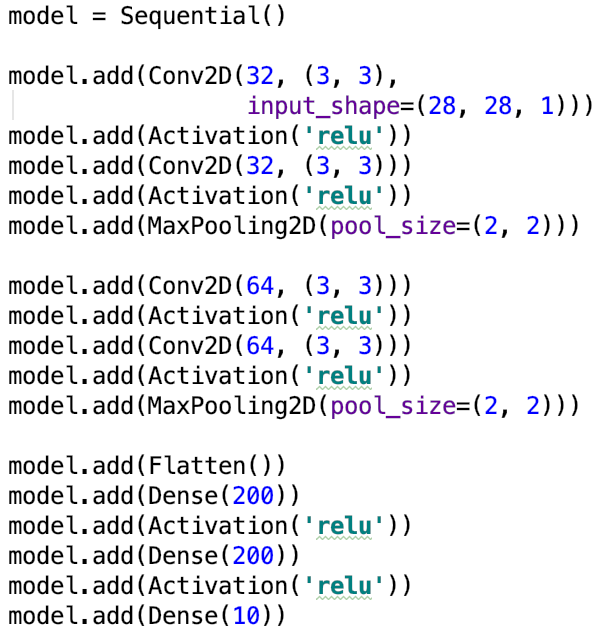 model = Sequential()
model.add(Conv2D(32, (3, 3),
input_shape=(28, 28, 1)))
model.add(Activation('relu'))
model.add(Conv2D(32, (3, 3)))
model.add(Activation('relu'))
model.add(MaxPooling2D(pool_size=(2, 2)))
model.add(Conv2D(64, (3, 3)))
model.add(Activation('relu'))
model.add(Conv2D(64, (3, 3)))
model.add(Activation('relu'))
model.add(MaxPooling2D(pool_size=(2, 2)))
model.add(Flatten())
model.add(Dense(200))
model.add(Activation('relu'))
model.add(Dense(200))
model.add(Activation('relu'))
model.add(Dense(10))